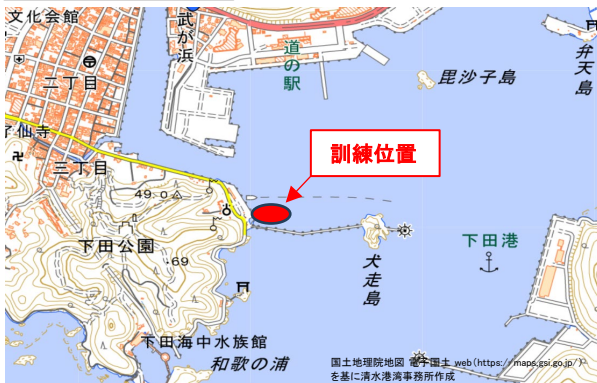 文化会館
武が浜
道の駅
弁天島
毘沙子島
二丁目
了仙寺
三丁目
訓練位置
49.0
下田公園
69
犬走島
下田港
下田海中水族館
和歌の浦
国土地理院地図 電子国土 web(https://maps.gsi.go.jp/)
を基に清水港湾事務所作成